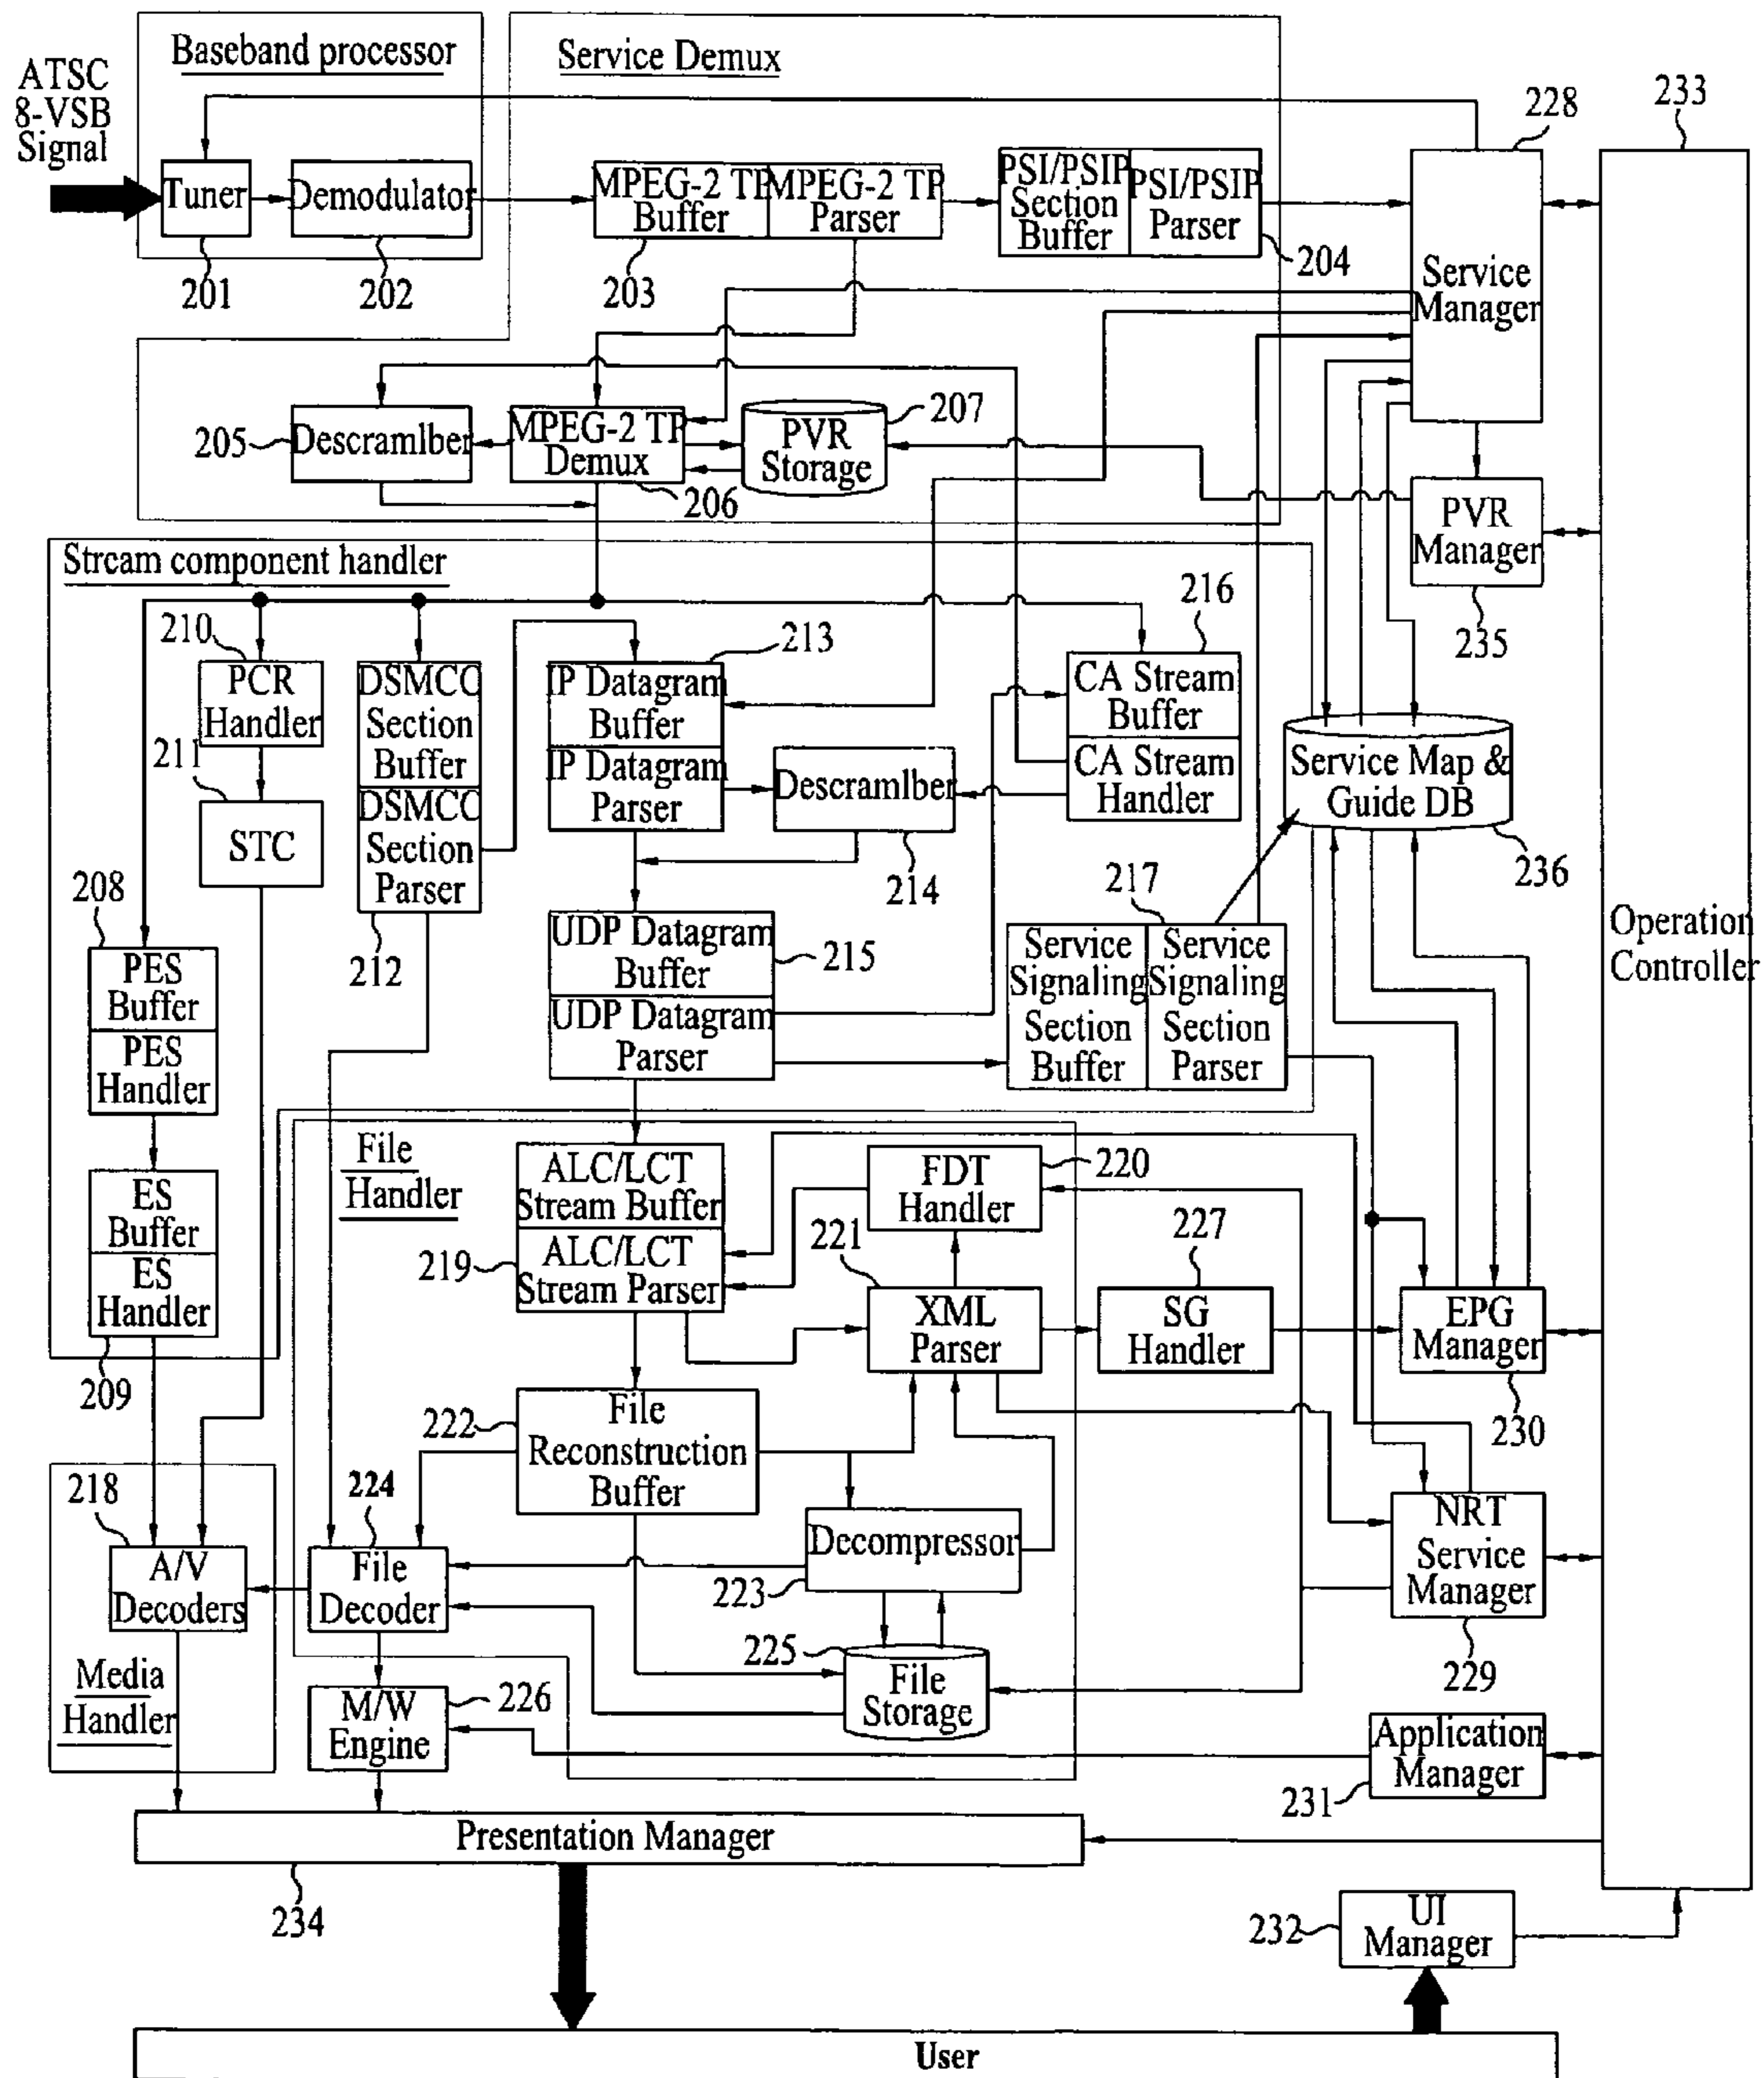 Baseband processor
Service Demux
ATSC
8-VSB
Signal
228
233
Tuner
Demodulator
MPEG-2 TP
Buffer
MPEG-2 TP
Parser
PSI/PSIP
Section
Buffer
PSI/PSIP
Parser
Service
Manager
201
202
203
204
205
Descramlber
MPEG-2 TP
Demux
206
PVR
Storage
207
PVR
Manager
235
Stream component handler
210
PCR
Handler
211
STC
DSMCC
Section
Buffer
DSMCC
Section
Parser
212
213
IP Datagram
Buffer
IP Datagram
Parser
Descramlber
214
216
CA Stream
Buffer
CA Stream
Handler
Service Map &
Guide DB
236
208
PES
Buffer
PES
Handler
UDP Datagram
Buffer
UDP Datagram
Parser
215
217
Service
Signaling
Section
Buffer
Service
Signaling
Section
Parser
Operation
Controller
ES
Buffer
ES
Handler
209
File
Handler
ALC/LCT
Stream Buffer
ALC/LCT
Stream Parser
219
FDT
Handler
220
221
XML
Parser
227
SG
Handler
EPG
Manager
230
222
File
Reconstruction
Buffer
218
A/V
Decoders
Media
Handler
224
File
Decoder
Decompressor
223
225
File
Storage
NRT
Service
Manager
229
M/W
Engine
226
Application
Manager
231
Presentation Manager
234
232
UI
Manager
User